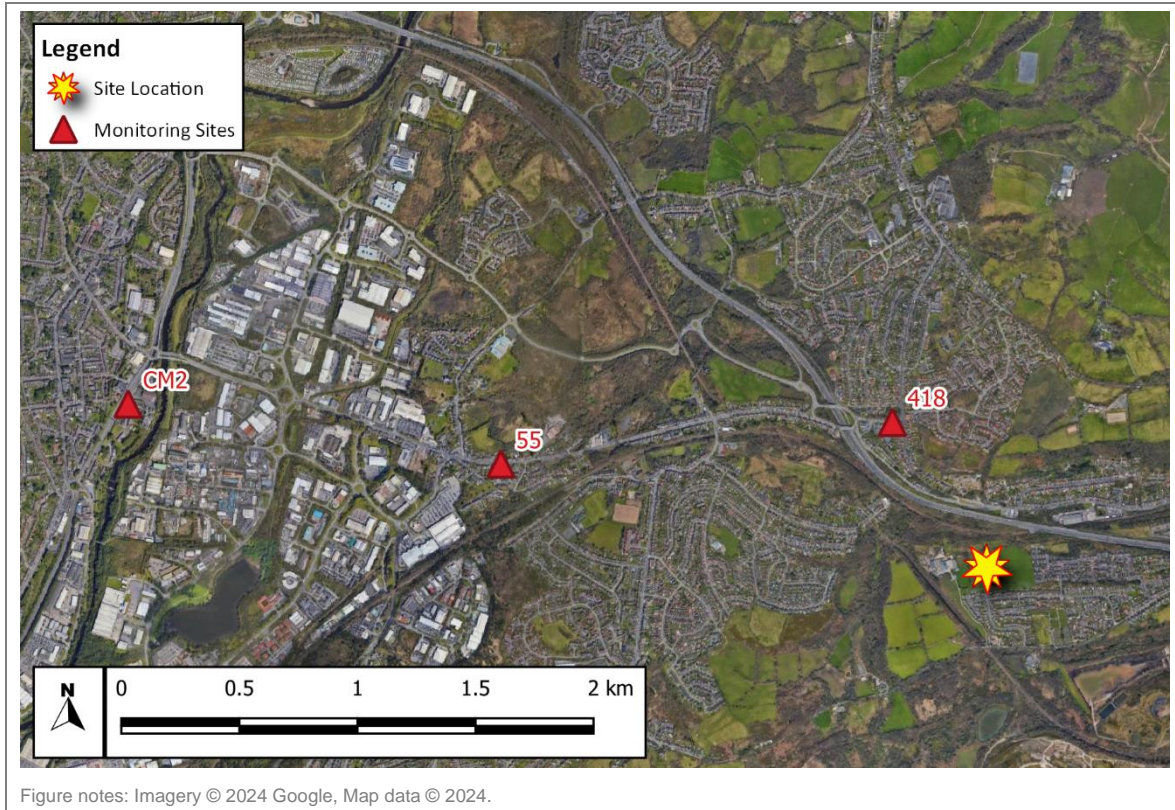 Legend
Site Location
Monitoring Sites
CM2
418
55
N
0 0.5 1 1.5 2 km
Figure notes: Imagery © 2024 Google, Map data © 2024.